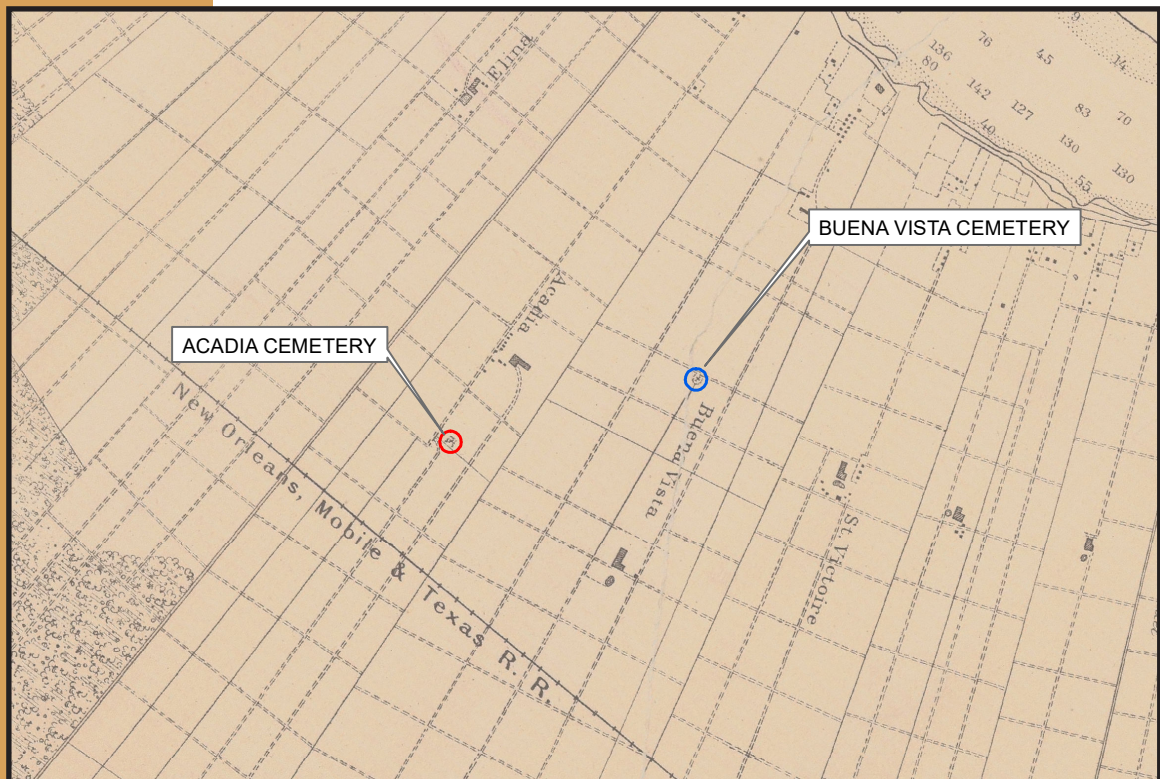 9
76
45
14
136
80
142
127
83
70
40
130
130
55
Elina
BUENA VISTA CEMETERY
Acadia
ACADIA CEMETERY
New Orleans, Mobile & Texas R. R.
Buena Vista
St. Victoire